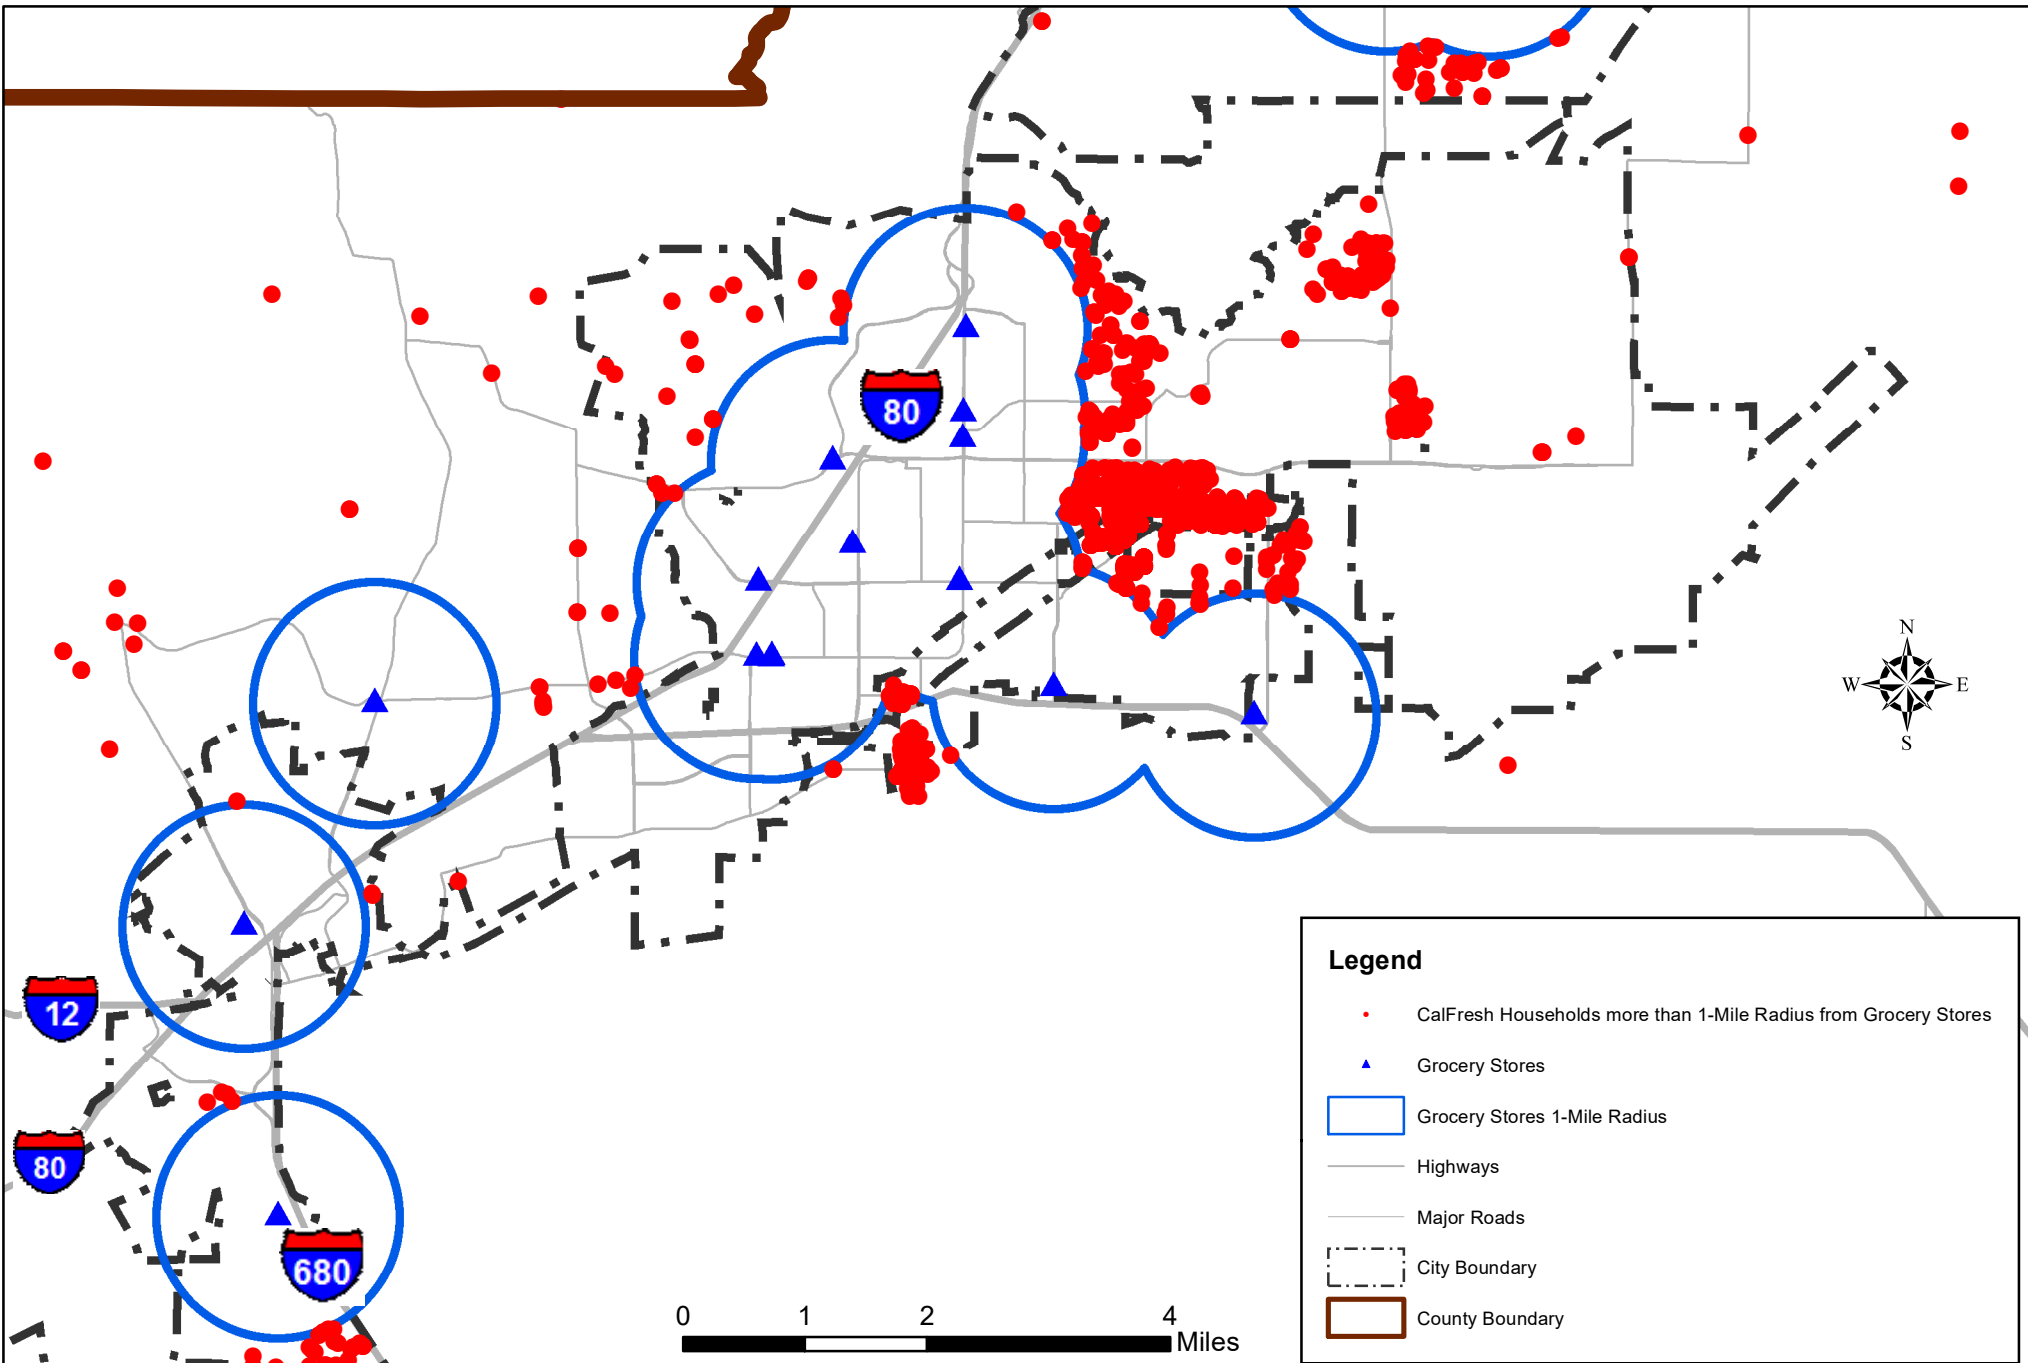 80
N
W E
S
Legend
CalFresh Households more than 1-Mile Radius from Grocery Stores
Grocery Stores
Grocery Stores 1-Mile Radius
Highways
Major Roads
City Boundary
County Boundary
12
80
680
0 1 2 4
Miles